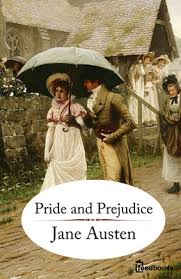 Pride and Prejudice
Jane Austen
feedbooks